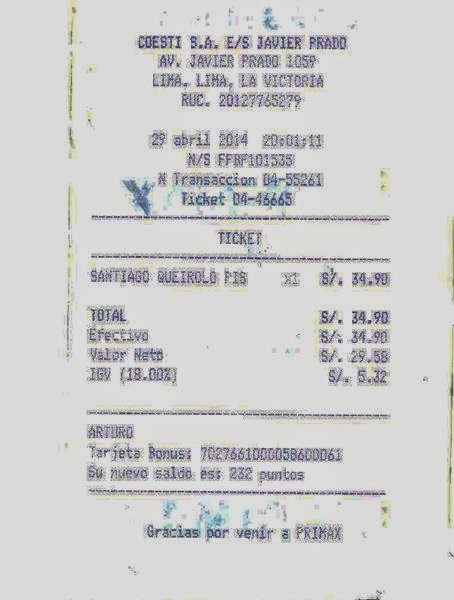 COESTI S.A. E/S JAVIER PRADO
AV. JAVIER PRADO 1059
LIMA, LIMA, LA VICTORIA
RUC. 20127765279
29 abril 2014 20:01:11
N/S FFBF101535
N Transaccion 04-55261
Ticket 04-46665
TICKET
SANTIAGO QUEIROLO PIS X1 S/. 34.90
TOTAL S/. 34.90
Efectivo S/. 34.90
Valor Neto S/. 29.58
IGV (18.00%) S/. 5.32
ARTURO
Tarjeta Bonus: 7027661000058600061
Su nuevo saldo es: 232 puntos
Gracias por venir a PRIMAX